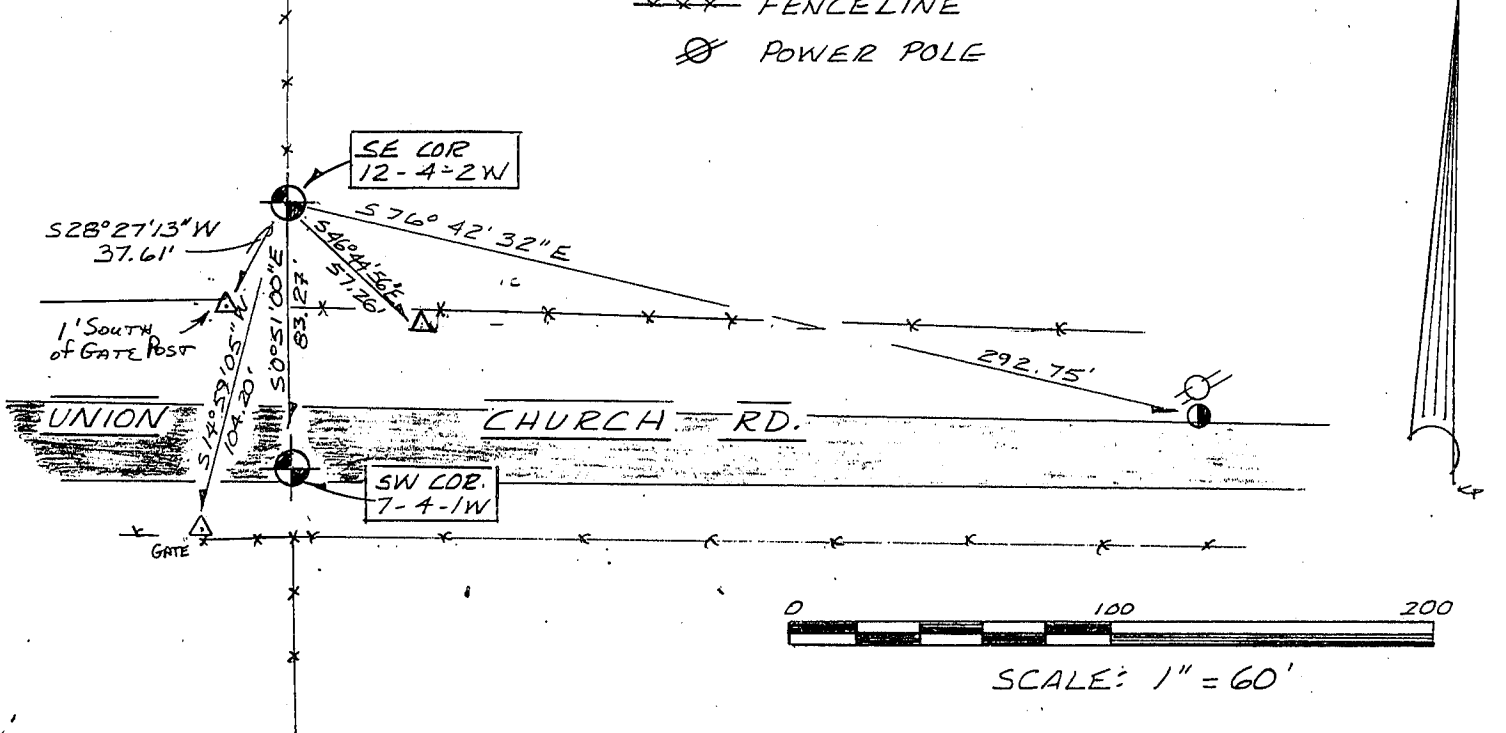 FENCELINE
POWER POLE
SE COR
12-4-2W
S 76° 42' 32" E
S28°27'13" W
37.61'
S46°44'56"E
57.26'
S0°51'00"E
83.27'
1' SOUTH
of GATE POST
S14°59'05"W
104.20'
292.75'
UNION CHURCH RD.
SW COR.
7-4-1W
GATE
0 100 200
SCALE: 1" = 60'